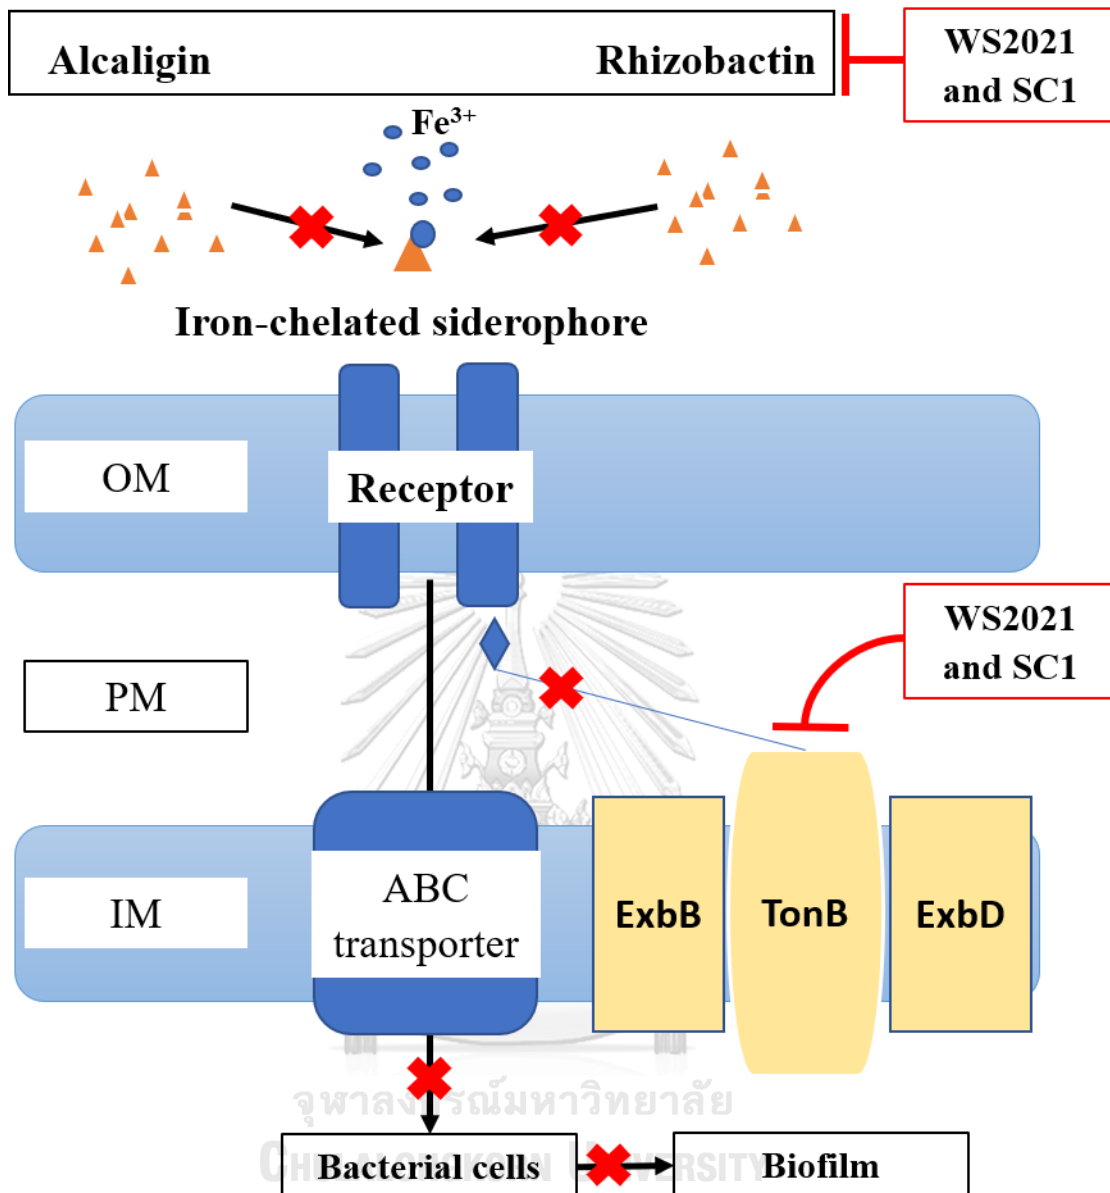 Alcaligin
Rhizobactin
WS2021
and SC1
Fe³⁺
Iron-chelated siderophore
OM
Receptor
WS2021
and SC1
PM
ABC
transporter
IM
ExbB
TonB
ExbD
จุฬาลงกรณ์มหาวิทยาลัย
CHULALONGKORN UNIVERSITY
Bacterial cells
Biofilm